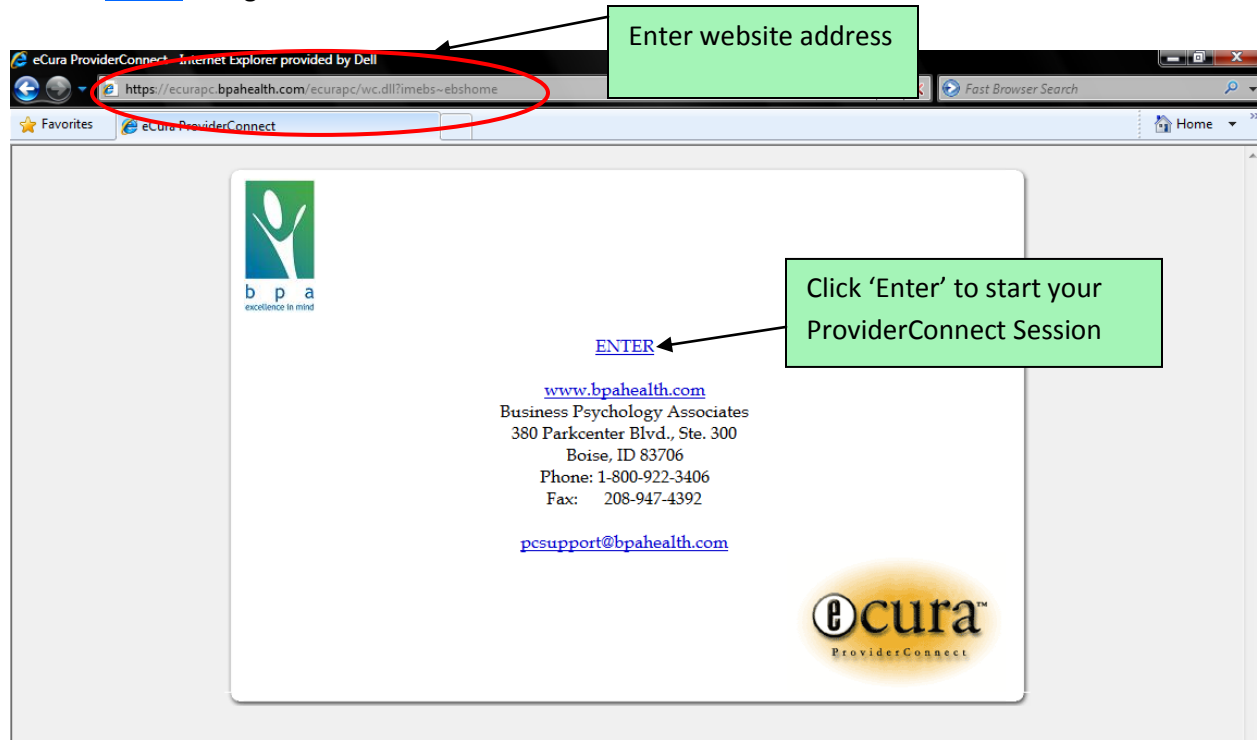 Enter website address
eCura ProviderConnect - Internet Explorer provided by Dell
https://ecurapc.bpahealth.com/ecurapc/wc.dll?imebs~ebshome
Fast Browser Search
Favorites
eCura ProviderConnect
Home
b p a
excellence in mind
Click ‘Enter’ to start your
ProviderConnect Session
ENTER
www.bpahealth.com
Business Psychology Associates
380 Parkcenter Blvd., Ste. 300
Boise, ID 83706
Phone: 1-800-922-3406
Fax: 208-947-4392
pcsupport@bpahealth.com
ecura™
ProviderConnect